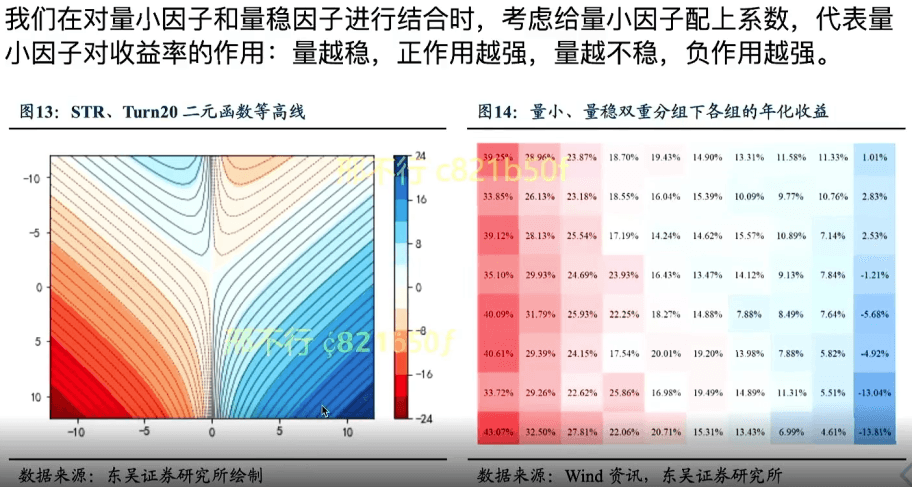 我们在对量小因子和量稳因子进行结合时，考虑给量小因子配上系数，代表量
小因子对收益率的作用：量越稳，正作用越强，量越不稳，负作用越强。
图13：STR、Turn20 二元函数等高线
图14：量小、量稳双重分组下各组的年化收益
-10
-5
0
5
10
-10 -5 0 5 10
24
16
8
0
-8
-16
-24
39.25% 28.96% 23.87% 18.70% 19.43% 14.90% 13.31% 11.58% 11.33% 1.01%
33.85% 26.13% 23.18% 18.55% 16.04% 15.39% 10.09% 9.77% 10.76% 2.83%
39.12% 28.13% 25.54% 17.19% 14.24% 14.62% 15.57% 10.89% 7.14% 2.53%
35.10% 29.93% 24.69% 23.93% 16.43% 13.47% 14.12% 9.13% 7.84% -1.21%
40.09% 31.79% 25.93% 22.25% 18.27% 14.88% 7.88% 8.49% 7.64% -5.68%
40.61% 29.39% 24.15% 17.54% 20.01% 19.20% 13.98% 7.88% 5.82% -4.92%
33.72% 29.26% 22.62% 25.86% 16.98% 19.49% 14.89% 11.31% 5.51% -13.04%
43.07% 32.50% 27.81% 22.06% 20.71% 15.31% 13.43% 6.99% 4.61% -13.81%
不行 c821b50f
不行 c821b50f
数据来源：东吴证券研究所绘制
数据来源：Wind 资讯，东吴证券研究所